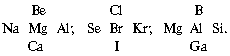 Be Cl B
Na Mg Al; Se Br Kr; Mg Al Si.
Ca I Ga